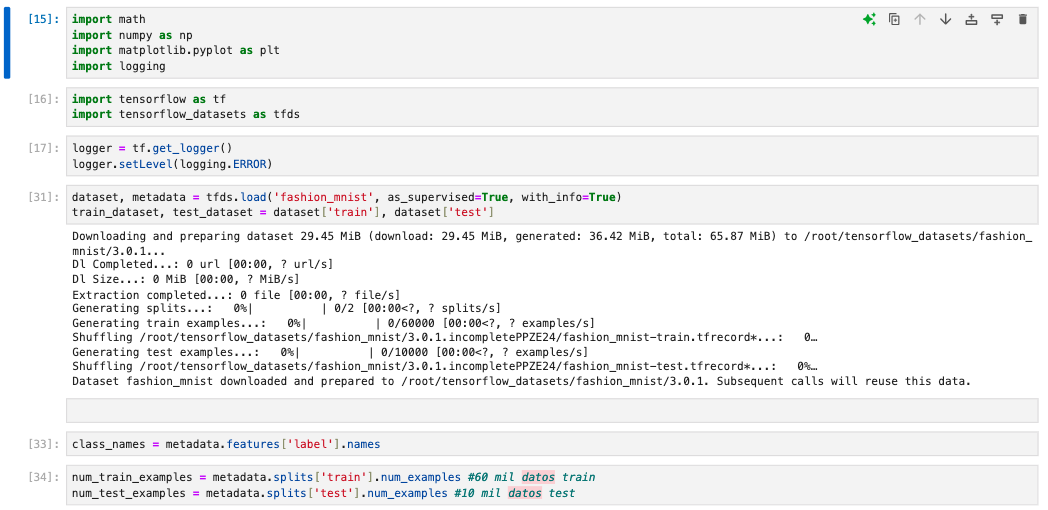 [15]: import math
import numpy as np
import matplotlib.pyplot as plt
import logging
[16]: import tensorflow as tf
import tensorflow_datasets as tfds
[17]: logger = tf.get_logger()
logger.setLevel(logging.ERROR)
[31]: dataset, metadata = tfds.load('fashion_mnist', as_supervised=True, with_info=True)
train_dataset, test_dataset = dataset['train'], dataset['test']
Downloading and preparing dataset 29.45 MiB (download: 29.45 MiB, generated: 36.42 MiB, total: 65.87 MiB) to /root/tensorflow_datasets/fashion_
mnist/3.0.1...
Dl Completed...: 0 url [00:00, ? url/s]
Dl Size...: 0 MiB [00:00, ? MiB/s]
Extraction completed...: 0 file [00:00, ? file/s]
Generating splits...:   0%|          | 0/2 [00:00<?, ? splits/s]
Generating train examples...:   0%|          | 0/60000 [00:00<?, ? examples/s]
Shuffling /root/tensorflow_datasets/fashion_mnist/3.0.1.incompletePPZE24/fashion_mnist-train.tfrecord*...:   0…
Generating test examples...:   0%|          | 0/10000 [00:00<?, ? examples/s]
Shuffling /root/tensorflow_datasets/fashion_mnist/3.0.1.incompletePPZE24/fashion_mnist-test.tfrecord*...:   0%…
Dataset fashion_mnist downloaded and prepared to /root/tensorflow_datasets/fashion_mnist/3.0.1. Subsequent calls will reuse this data.
[33]: class_names = metadata.features['label'].names
[34]: num_train_examples = metadata.splits['train'].num_examples #60 mil datos train
num_test_examples = metadata.splits['test'].num_examples #10 mil datos test